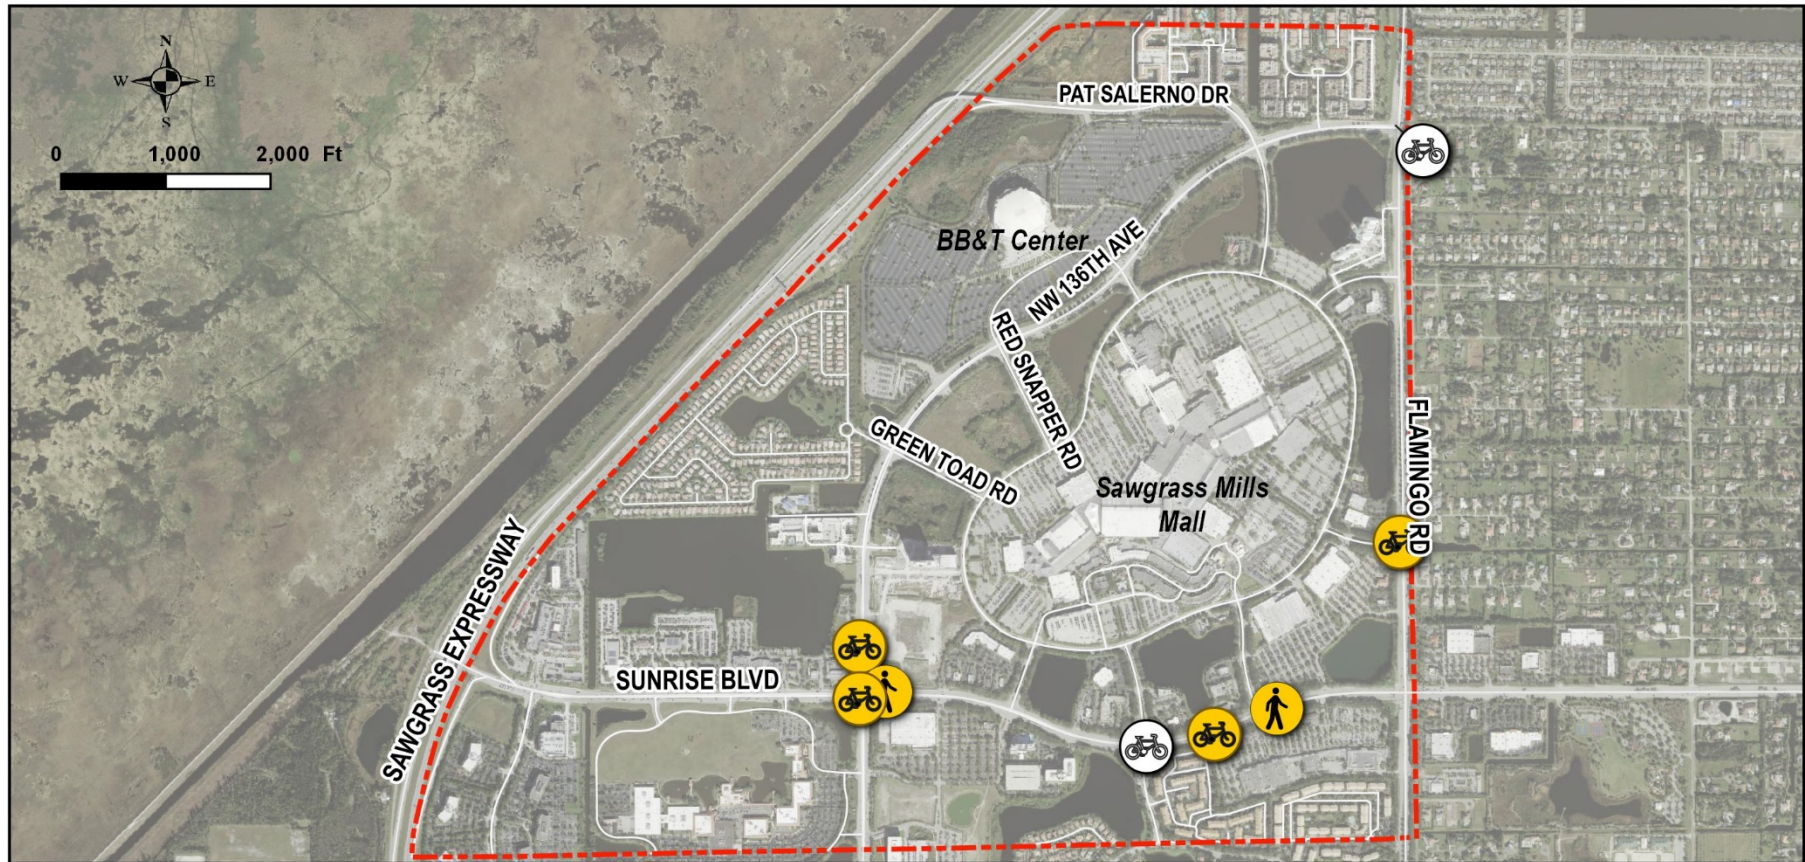 N
W E
S
0 1,000 2,000 Ft
PAT SALERNO DR
BB&T Center
NW 136TH AVE
RED SNAPPER RD
GREEN TOAD RD
FLAMINGO RD
Sawgrass Mills
Mall
SAWGRASS EXPRESSWAY
SUNRISE BLVD